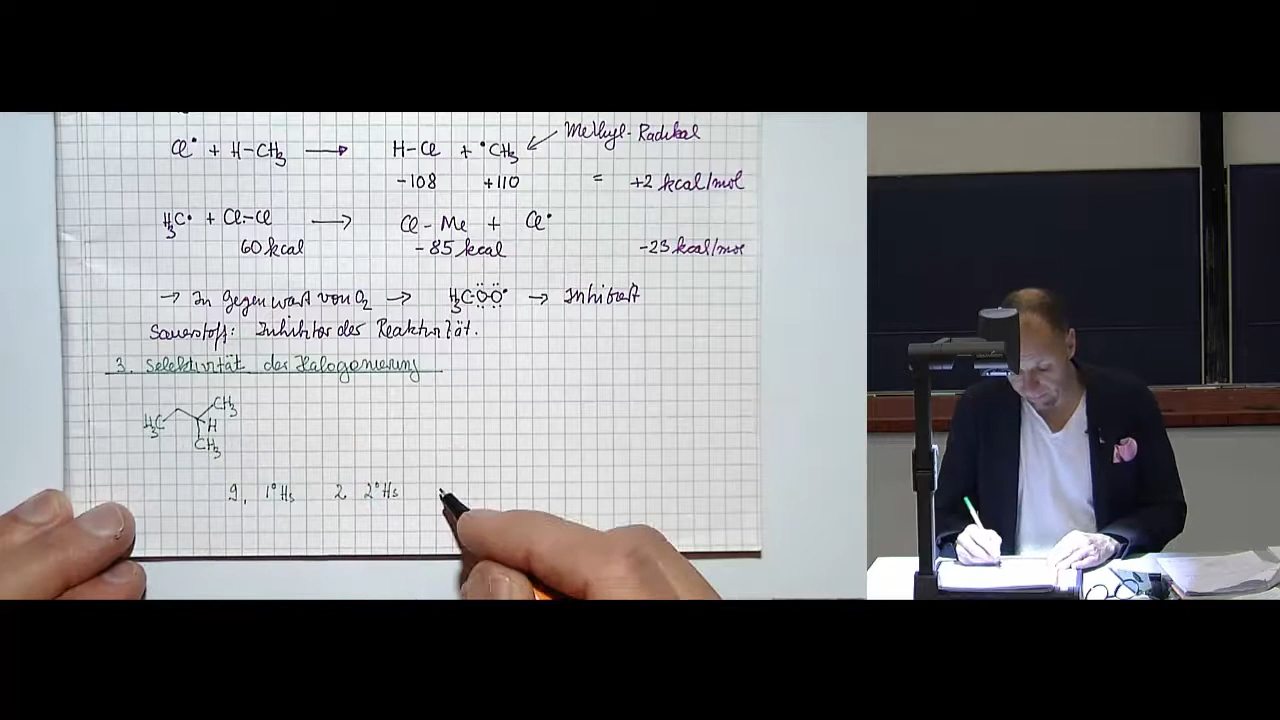 Cl• + H-CH₃ → H-Cl + •CH₃ ↙ Methyl-Radikal
-108 +110 = +2 kcal/mol
H₃C• + Cl-Cl → Cl-Me + Cl•
60 kcal -85 kcal -23 kcal/mol
→ In Gegenwart von O₂ → H₃C-O-O• → Inhibiert
Sauerstoff: Inhibitor der Reaktivität.
3. Selektivität der Halogenierung
CH₃
H₃C H
CH₃
9. 1° Hs 2 2° Hs